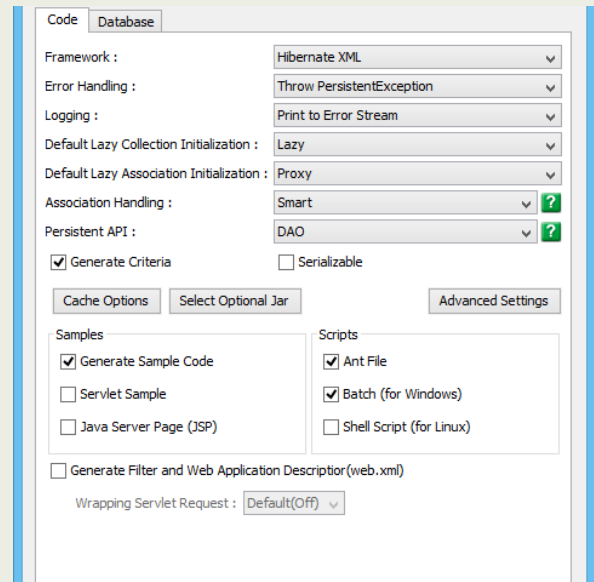 Code Database
Framework : Hibernate XML
Error Handling : Throw PersistentException
Logging : Print to Error Stream
Default Lazy Collection Initialization : Lazy
Default Lazy Association Initialization : Proxy
Association Handling : Smart ?
Persistent API : DAO ?
Generate Criteria Serializable
Cache Options Select Optional Jar Advanced Settings
Samples Scripts
Generate Sample Code Ant File
Servlet Sample Batch (for Windows)
Java Server Page (JSP) Shell Script (for Linux)
Generate Filter and Web Application Descriptior(web.xml)
Wrapping Servlet Request : Default(Off)